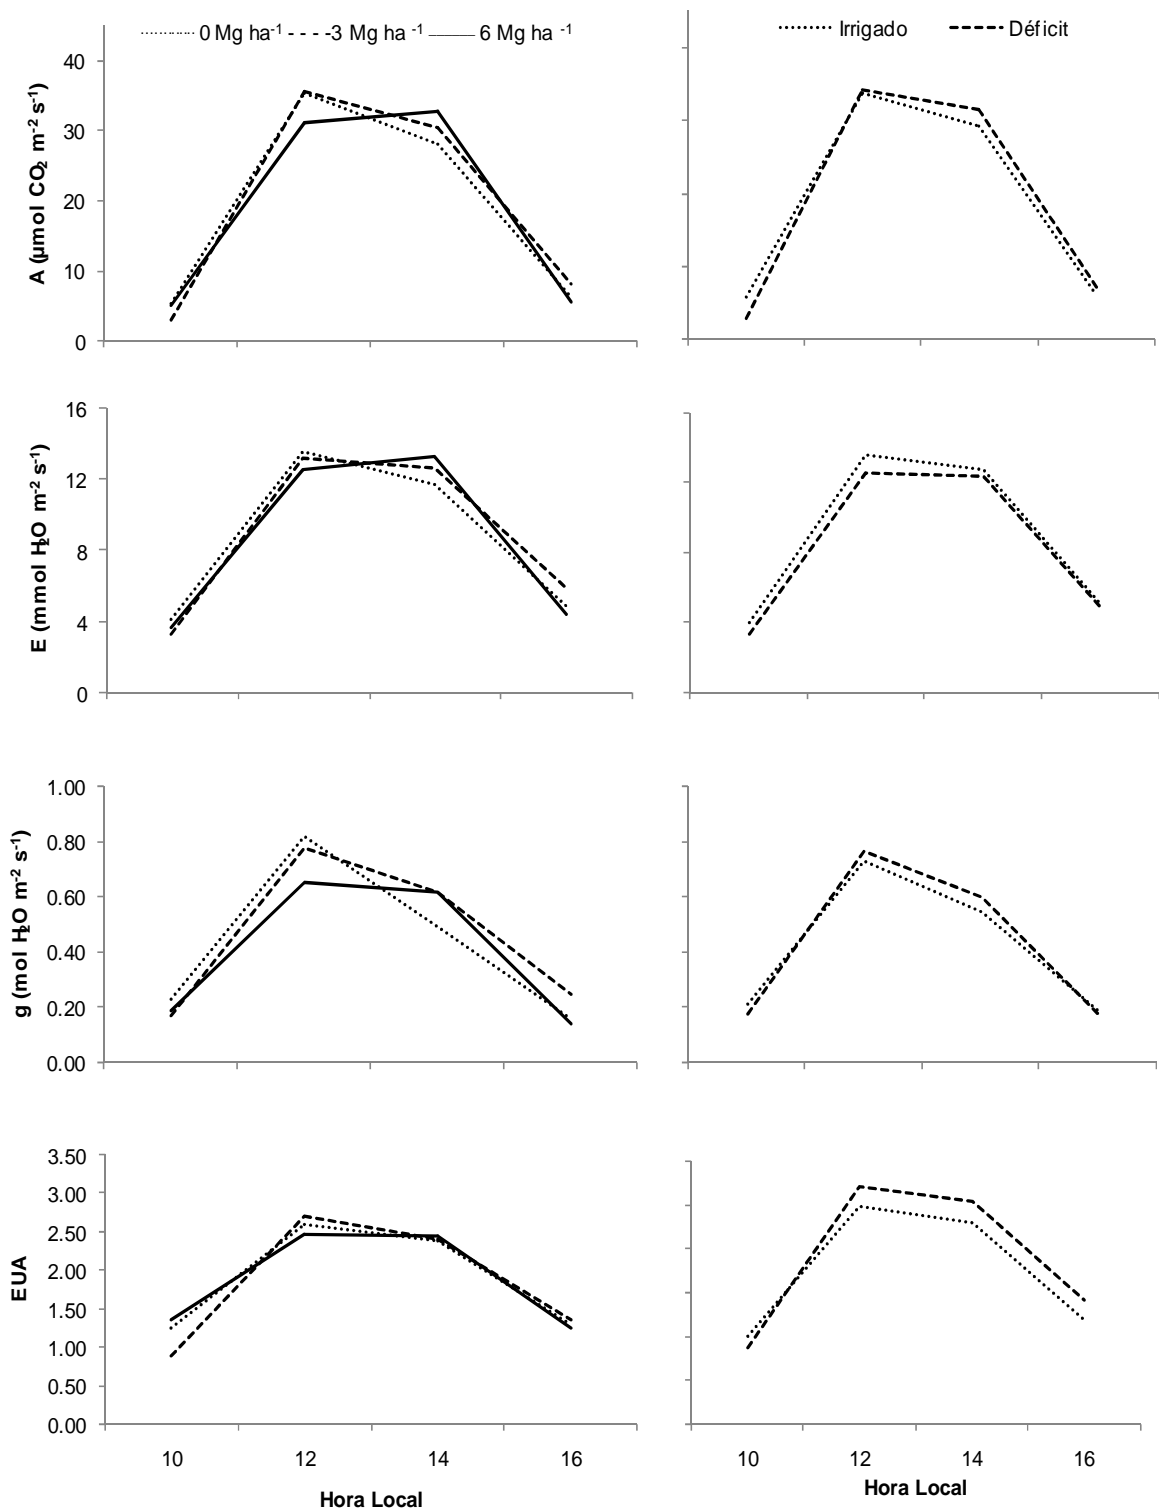 0 Mg ha⁻¹ 3 Mg ha⁻¹ 6 Mg ha⁻¹
Irrigado Déficit
A (µmol CO₂ m⁻² s⁻¹)
40
30
20
10
0
E (mmol H₂O m⁻² s⁻¹)
16
12
8
4
0
g (mol H₂O m⁻² s⁻¹)
1.00
0.80
0.60
0.40
0.20
0.00
EUA
3.50
3.00
2.50
2.00
1.50
1.00
0.50
0.00
10 12 14 16
Hora Local
10 12 14 16
Hora Local